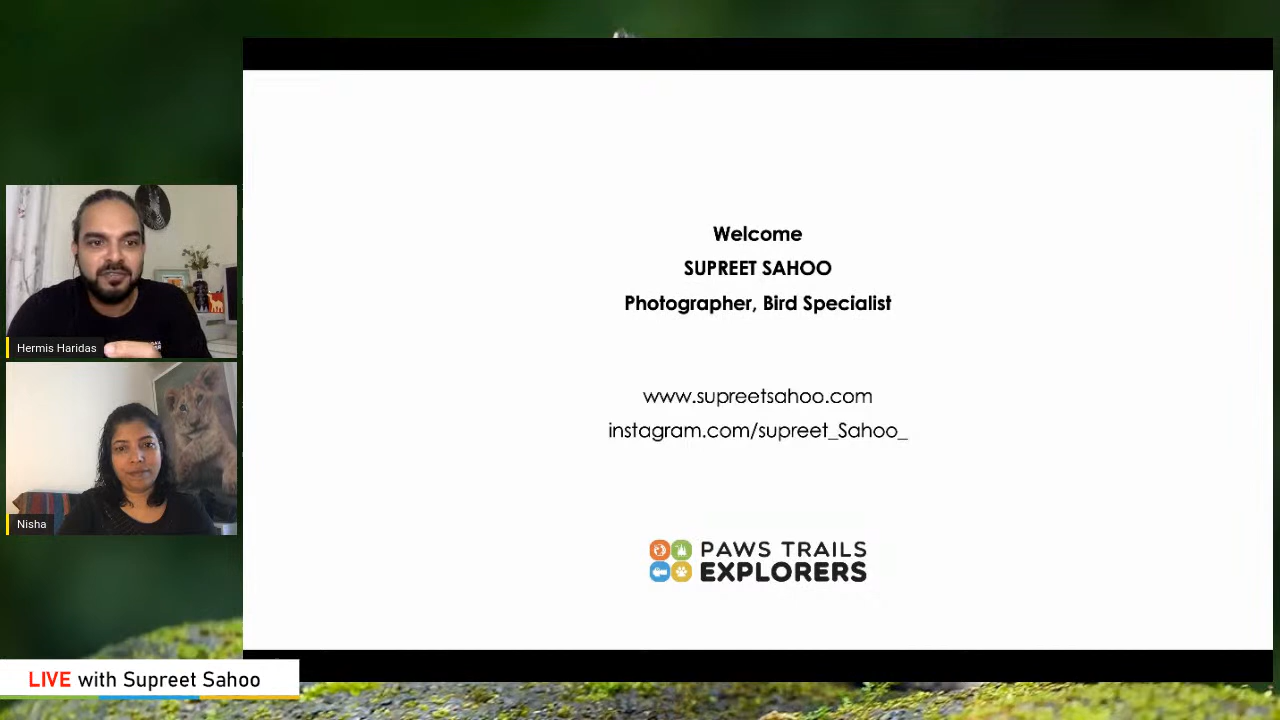 Welcome
SUPREET SAHOO
Photographer, Bird Specialist
www.supreetsahoo.com
instagram.com/supreet_Sahoo_
PAWS TRAILS
EXPLORERS
Hermis Haridas
Nisha
LIVE with Supreet Sahoo